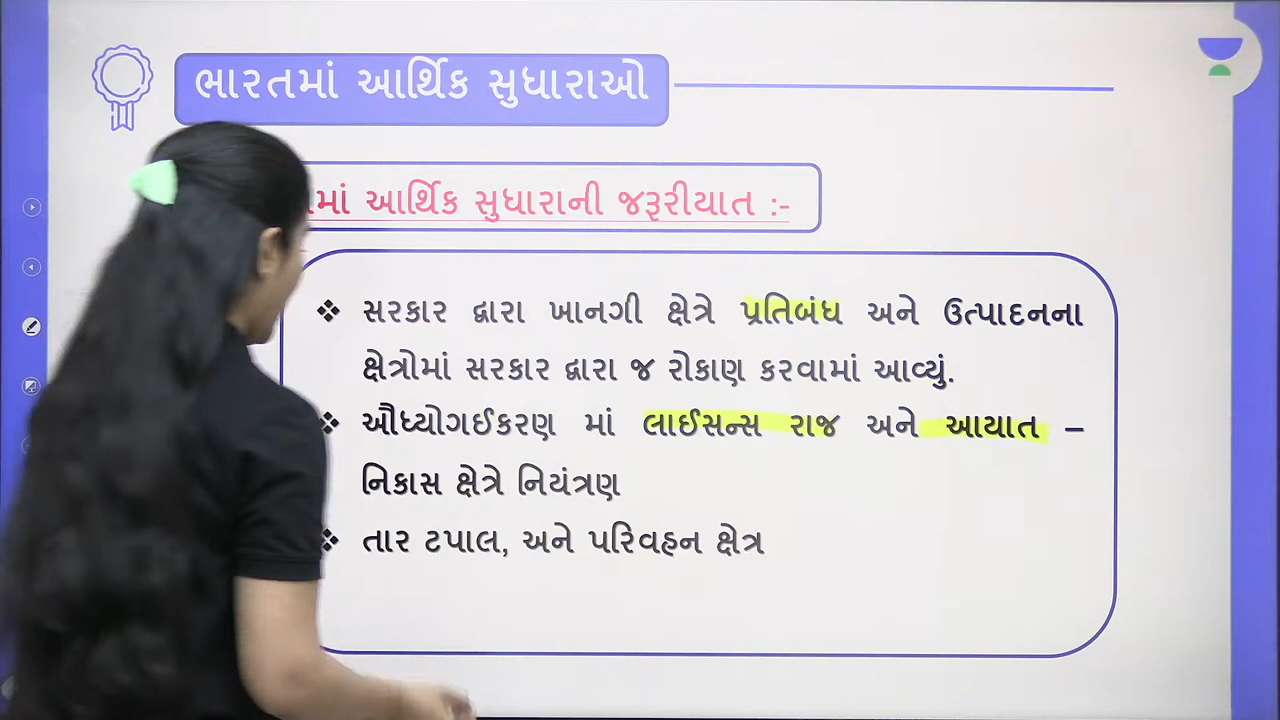 ભારતમાં આર્થિક સુધારાઓ
આર્થિક સુધારાની જરૂરીયાત :-
❖ સરકાર દ્વારા ખાનગી ક્ષેત્રે પ્રતિબંધ અને ઉત્પાદનના
ક્ષેત્રોમાં સરકાર દ્વારા જ રોકાણ કરવામાં આવ્યું.
❖ ઔધ્યોગઈકરણ માં લાઈસન્સ રાજ અને આયાત –
નિકાસ ક્ષેત્રે નિયંત્રણ
❖ તાર ટપાલ, અને પરિવહન ક્ષેત્ર